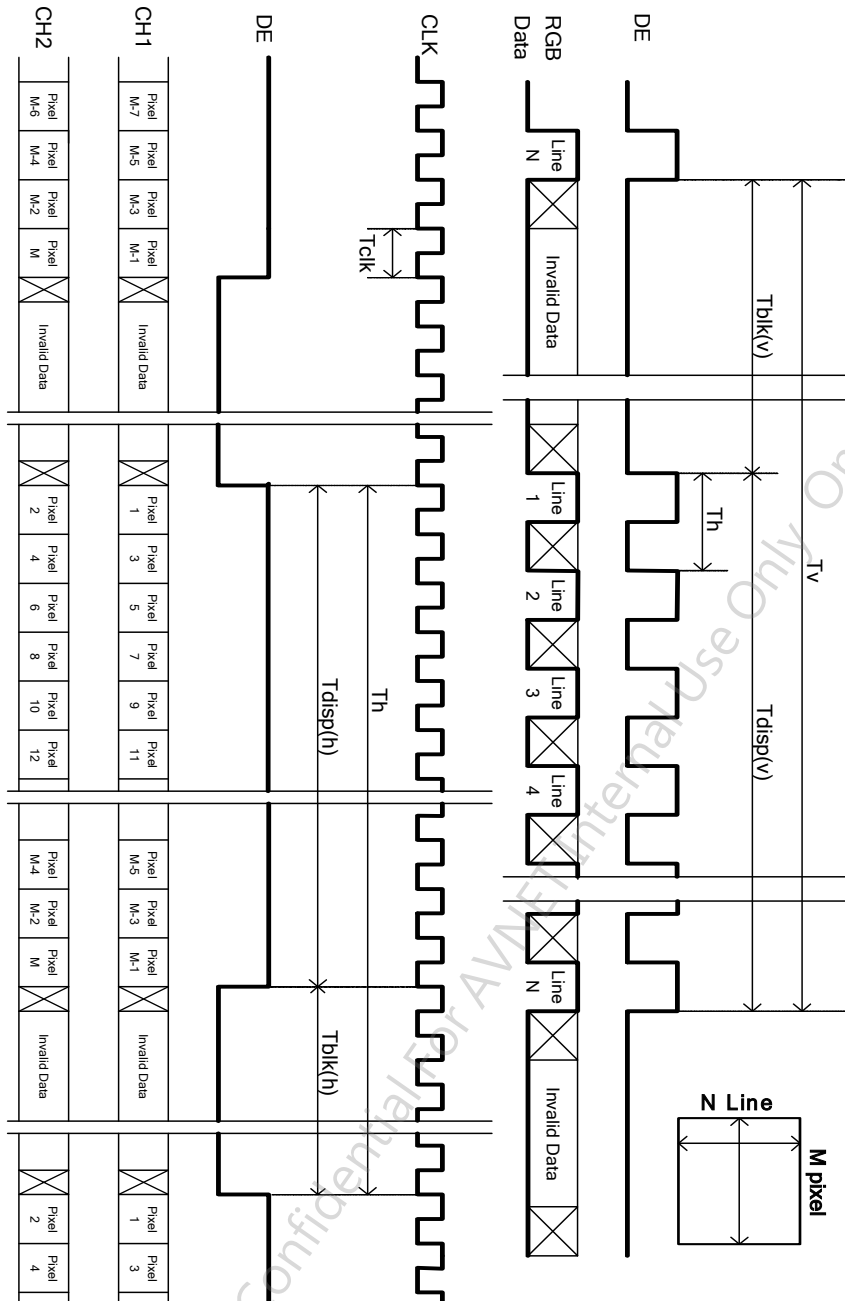 DE
Tv
Tblk(v)
Tdisp(v)
Th
RGB
Data
Line
N
Invalid Data
Line
1
Line
2
Line
3
Line
4
Line
N
Invalid Data
N Line
M pixel
CLK
Tclk
Th
DE
Tdisp(h)
Tblk(h)
CH1
Pixel
M-7
Pixel
M-5
Pixel
M-3
Pixel
M-1
Invalid Data
Pixel
1
Pixel
3
Pixel
5
Pixel
7
Pixel
9
Pixel
11
Pixel
M-5
Pixel
M-3
Pixel
M-1
Invalid Data
Pixel
1
Pixel
3
CH2
Pixel
M-6
Pixel
M-4
Pixel
M-2
Pixel
M
Invalid Data
Pixel
2
Pixel
4
Pixel
6
Pixel
8
Pixel
10
Pixel
12
Pixel
M-4
Pixel
M-2
Pixel
M
Invalid Data
Pixel
2
Pixel
4
Confidential For AVNET Internal Use Only